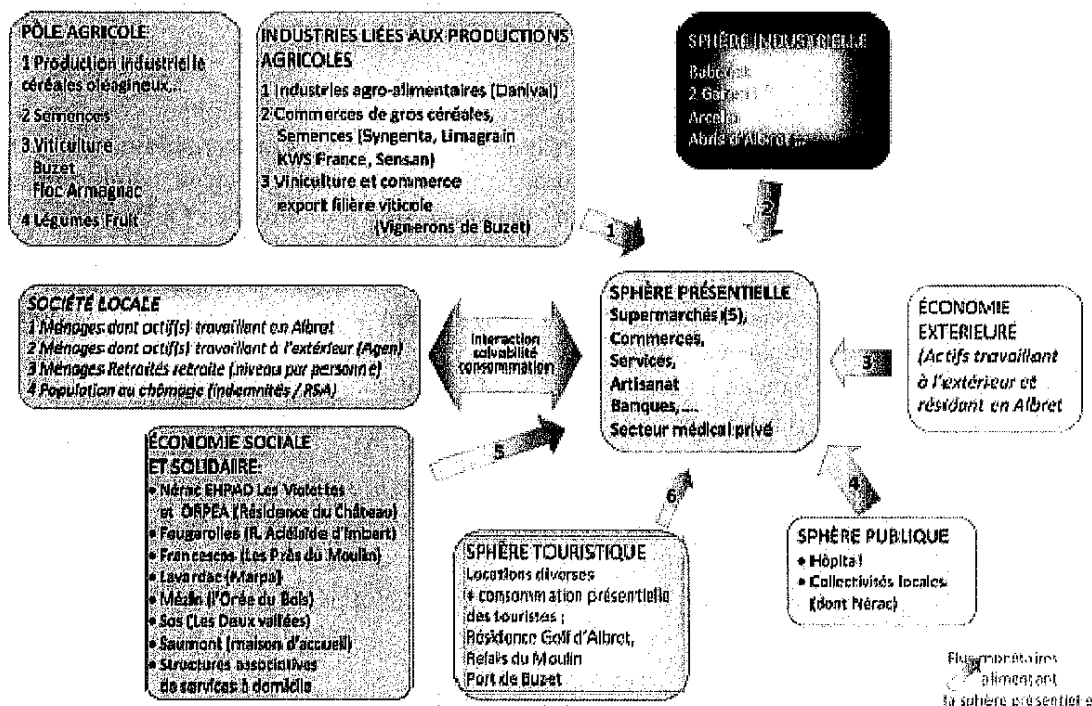 PÔLE AGRICOLE
1 Production industrielle
céréales oléagineux...
2 Semences
3 Viticulture
Buzet
Floc Armagnac
4 Légumes Fruit
INDUSTRIES LIÉES AUX PRODUCTIONS
AGRICOLES
1 Industries agro-alimentaires (Danival)
2 Commerces de gros céréales,
Semences (Syngenta, Limagrain
KWS France, Sensan)
3 Viniculture et commerce
export filière viticole
(Vignerons de Buzet)
SPHÈRE INDUSTRIELLE
Babcock
2 
Arcelor
Abris d'Albret ...
1
2
SOCIÉTÉ LOCALE
1 Ménages dont actif(s) travaillant en Albret
2 Ménages dont actif(s) travaillant à l'extérieur (Agen)
3 Ménages Retraités retraite (niveau par personne)
4 Population au chômage (indemnités / RSA)
Interaction
solvabilité
consommation
SPHÈRE PRÉSENTIELLE
Supermarchés (5),
Commerces,
Services,
Artisanat
Banques, ....
Secteur médical privé
3
ÉCONOMIE
EXTERIEURE
(Actifs travaillant
à l'extérieur et
résidant en Albret
ÉCONOMIE SOCIALE
ET SOLIDAIRE:
• Nérac EHPAD Les Violettes
et ORPEA (Résidence du Château)
• Feugarolles (R. Adélaïde d'Imbert)
• Francescas (Les Prés du Moulin)
• Lavardac (Marpa)
• Mézin (l'Orée du Bois)
• Sos (Les Deux vallées)
• Saumont (maison d'accueil)
• Structures associatives
de services à domicile
5
6
4
SPHÈRE TOURISTIQUE
Locations diverses
+ consommation présentielle
des touristes ;
Résidence Golf d'Albret,
Relais du Moulin
Port de Buzet
SPHÈRE PUBLIQUE
• Hôpital
• Collectivités locales
(dont Nérac)
Flux monétaires
alimentant
la sphère présentielle